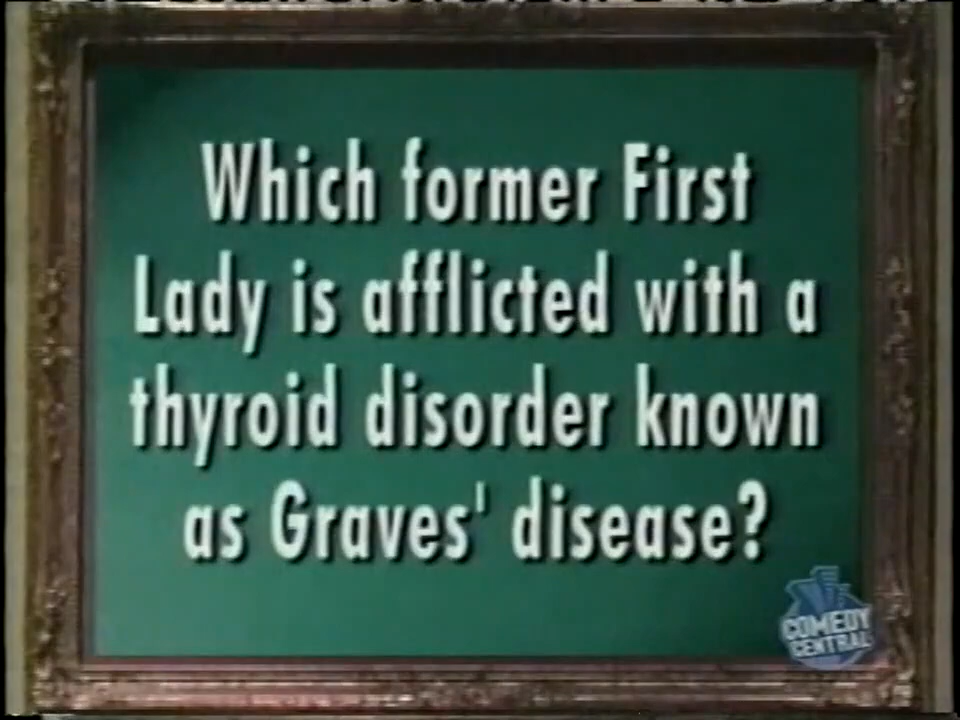 Which former First
Lady is afflicted with a
thyroid disorder known
as Graves' disease?
COMEDY
CENTRAL